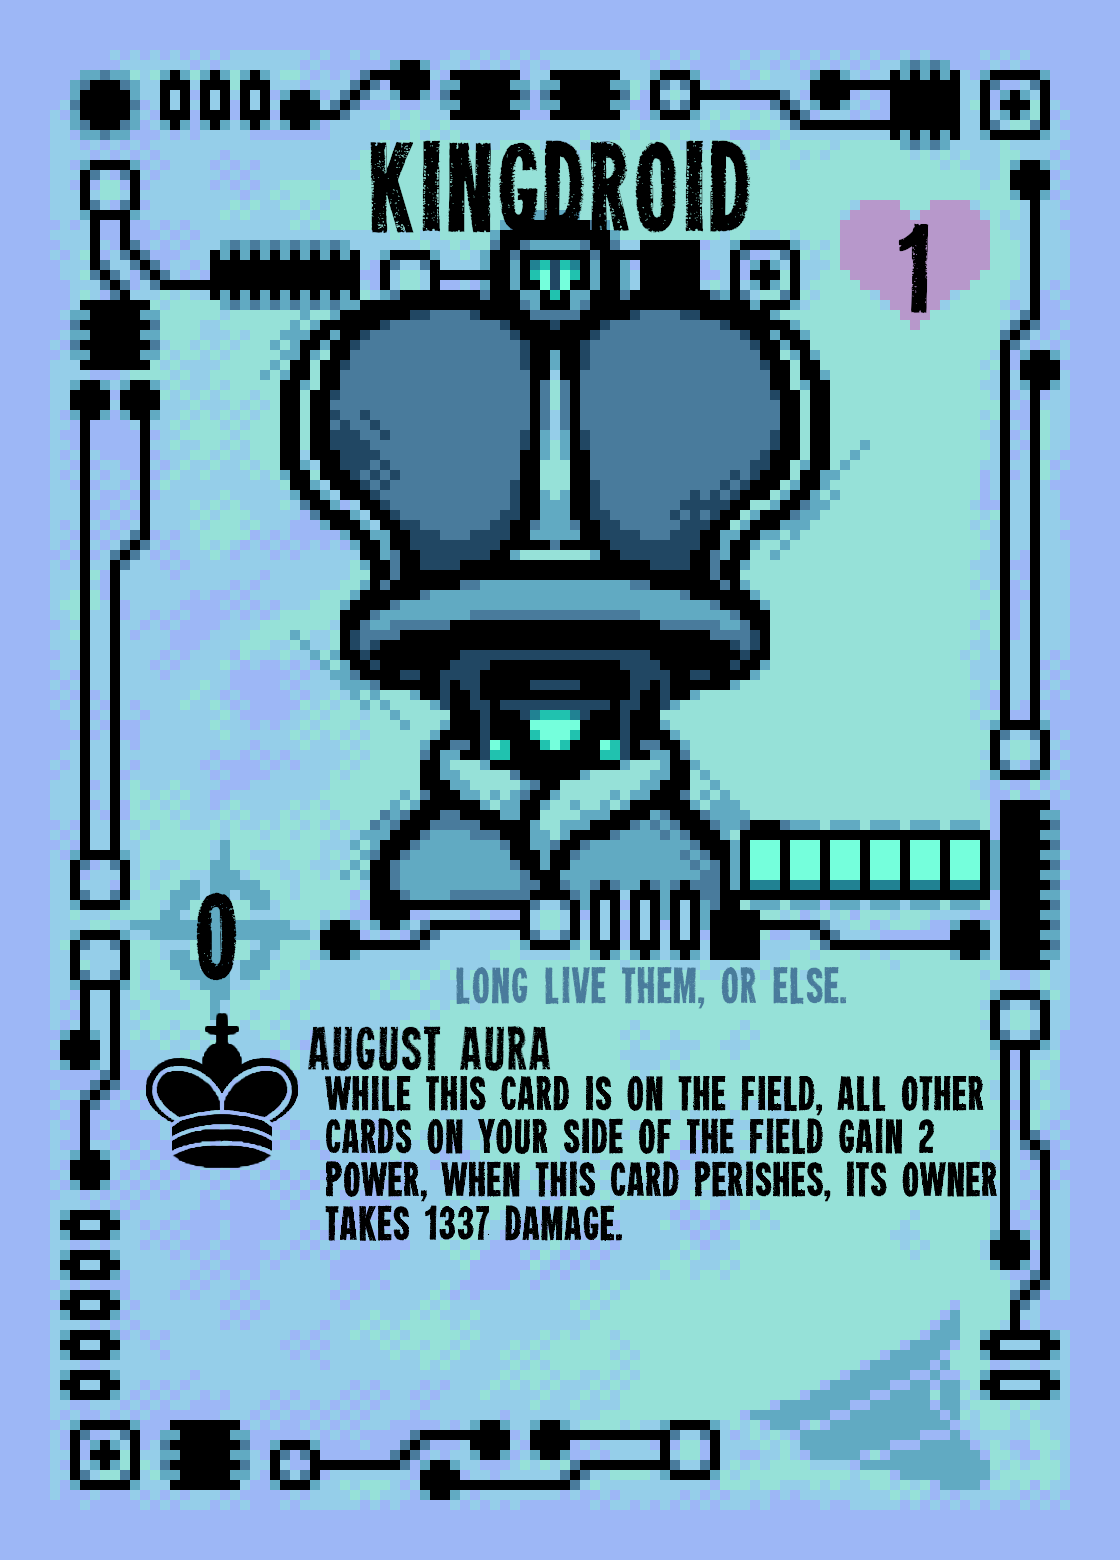 KINGDROID
1
0
LONG LIVE THEM, OR ELSE.
AUGUST AURA
WHILE THIS CARD IS ON THE FIELD, ALL OTHER
CARDS ON YOUR SIDE OF THE FIELD GAIN 2
POWER, WHEN THIS CARD PERISHES, ITS OWNER
TAKES 1337 DAMAGE.